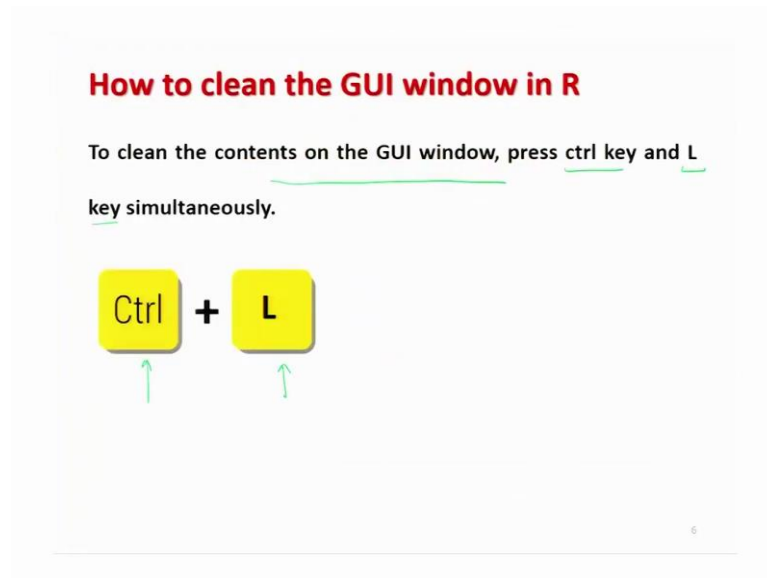 How to clean the GUI window in R
To clean the contents on the GUI window, press ctrl key and L
key simultaneously.
Ctrl + L
6